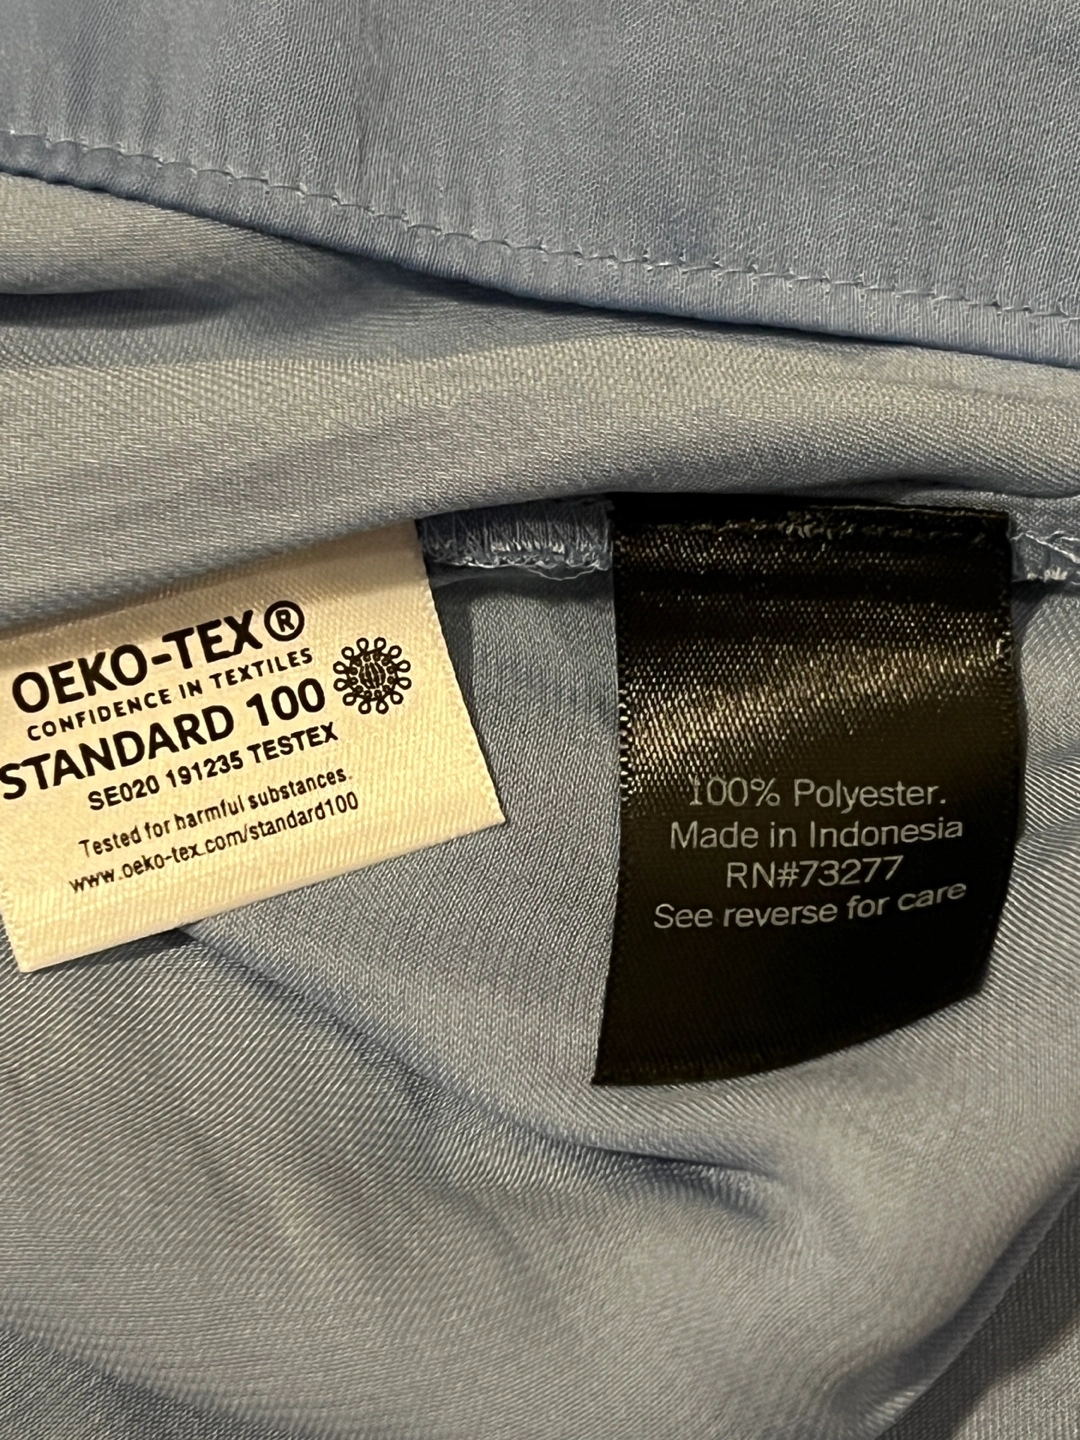 OEKO-TEX®
CONFIDENCE IN TEXTILES
STANDARD 100
SE020 191235 TESTEX
Tested for harmful substances.
www.oeko-tex.com/standard100
100% Polyester.
Made in Indonesia
RN#73277
See reverse for care